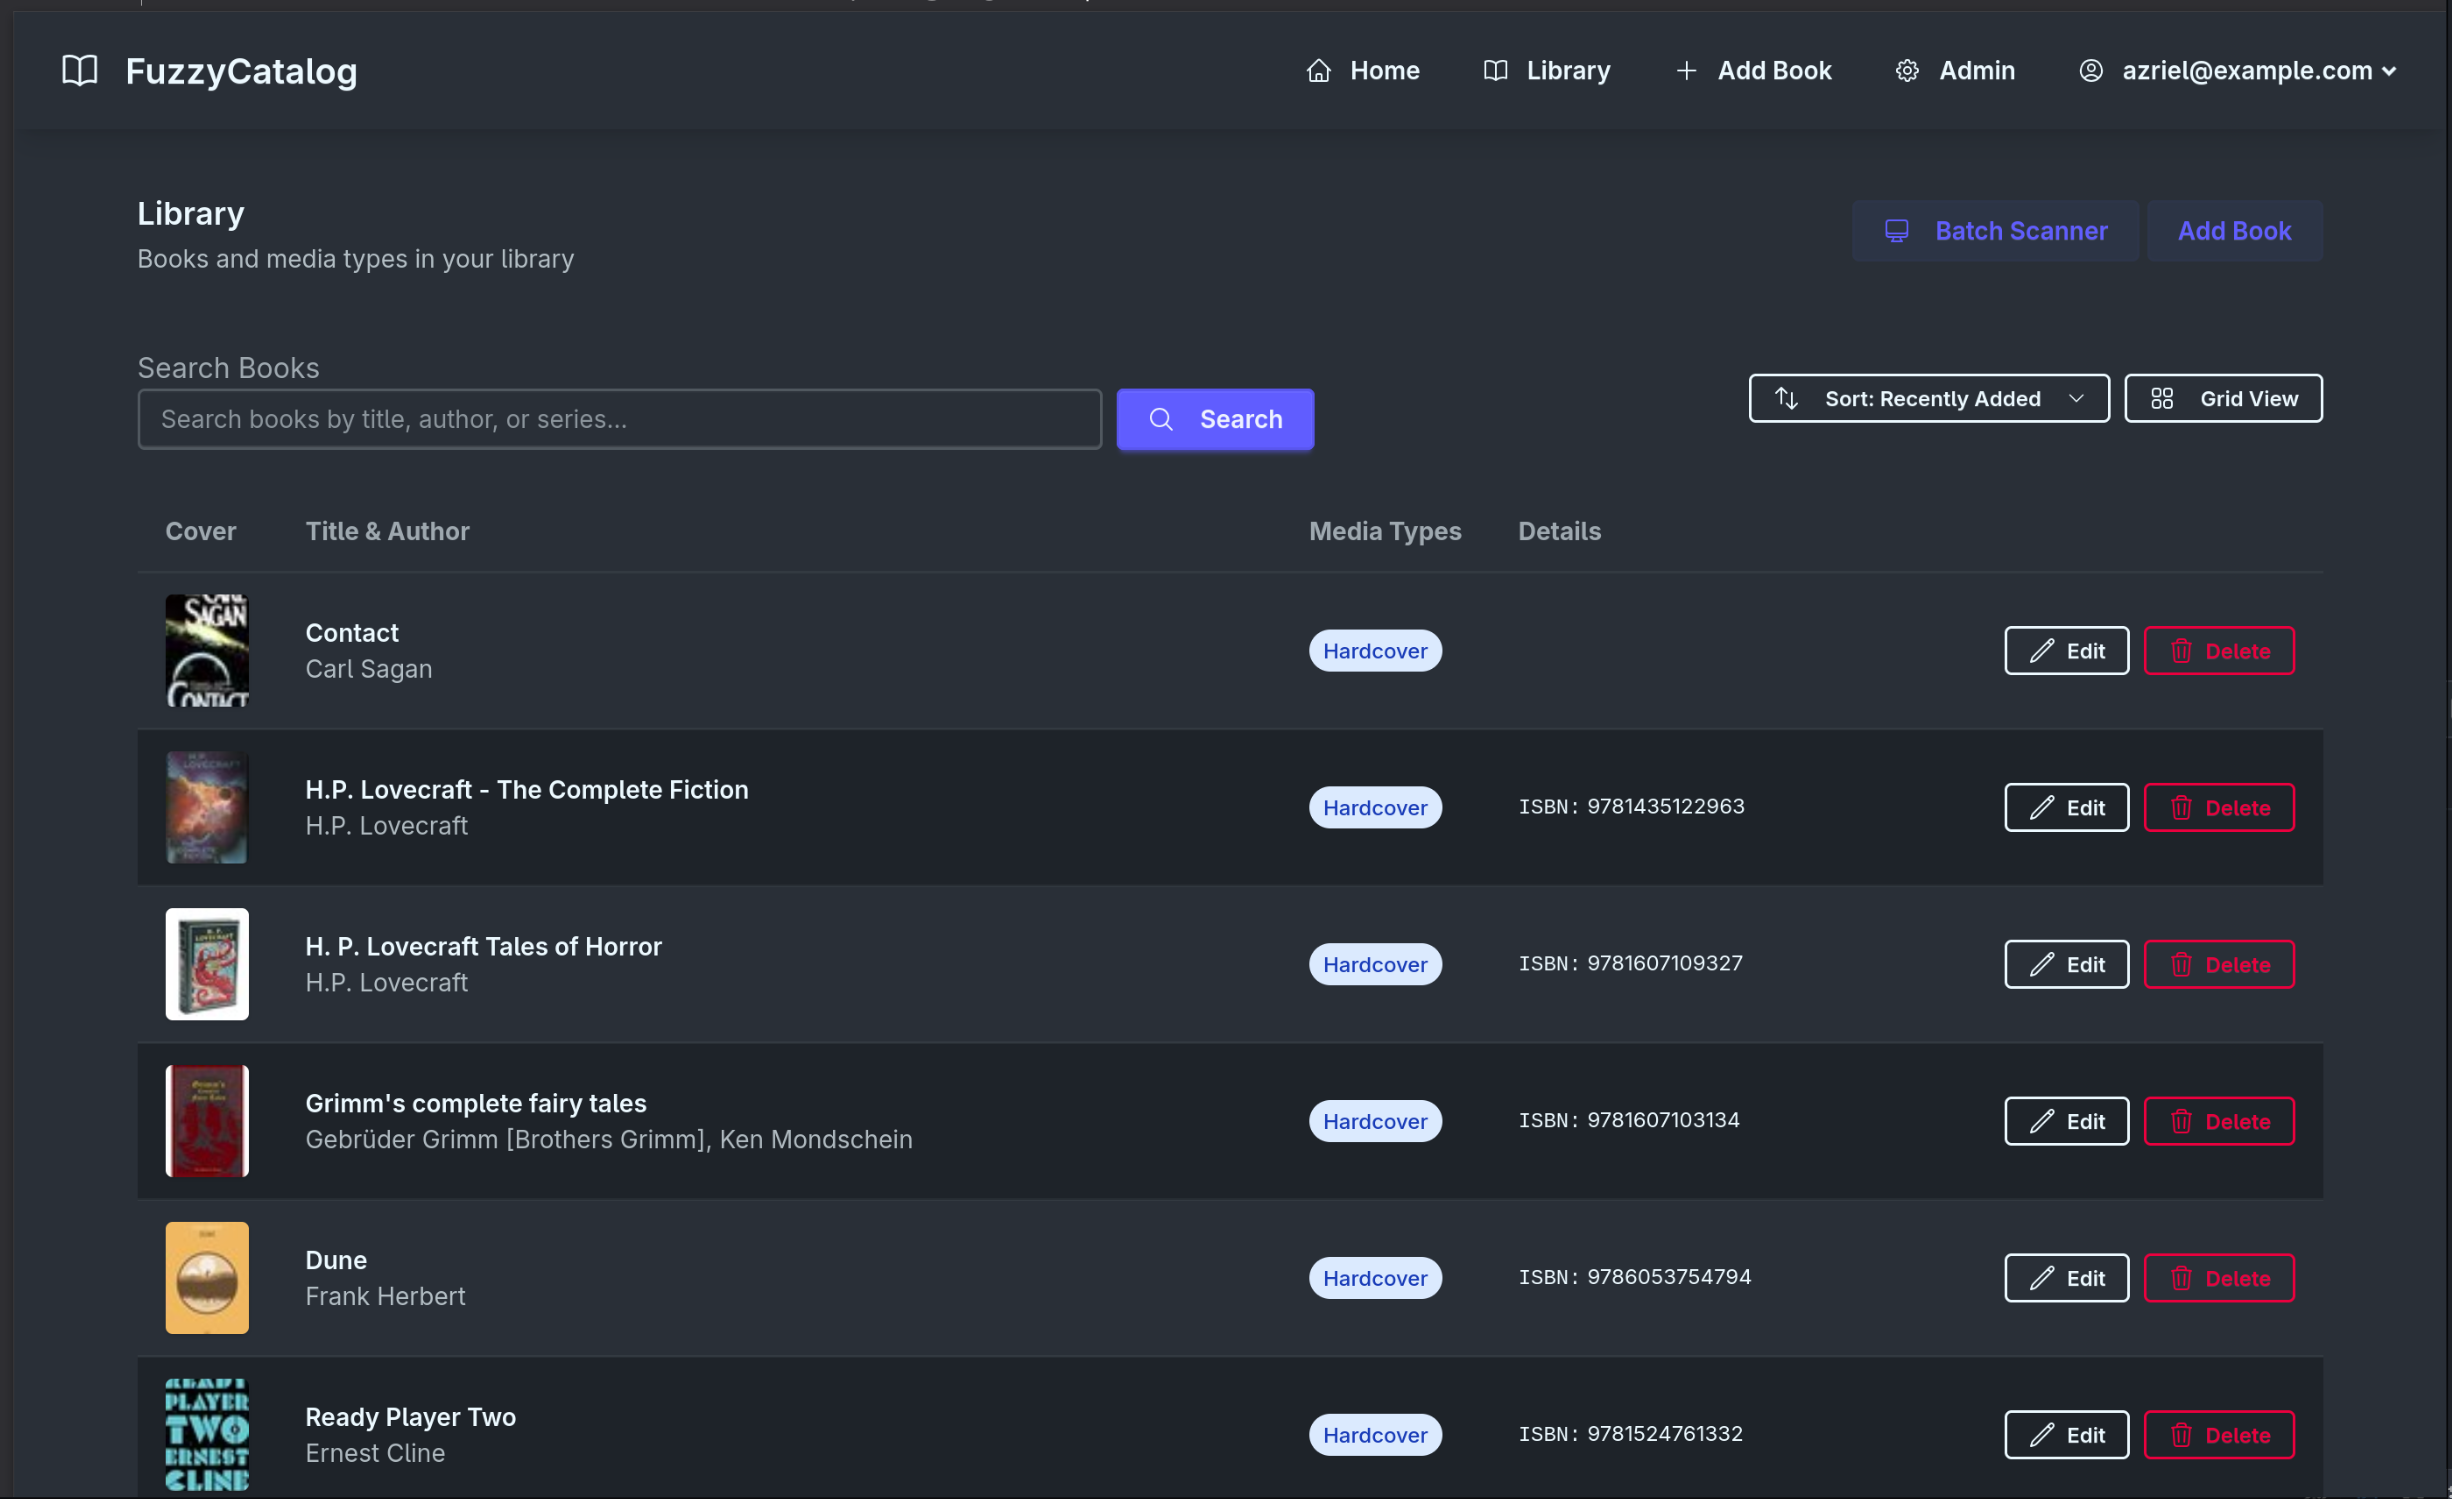 FuzzyCatalog
Home
Library
Add Book
Admin
azriel@example.com
Library
Books and media types in your library
Batch Scanner
Add Book
Search Books
Search books by title, author, or series...
Search
Sort: Recently Added
Grid View
Cover Title & Author Media Types Details
SAGAN
CONTACT
Contact
Carl Sagan
Hardcover
Edit
Delete
H.P.
LOVECRAFT
H.P. Lovecraft - The Complete Fiction
H.P. Lovecraft
Hardcover
ISBN: 9781435122963
Edit
Delete
H. P.
LOVECRAFT
H. P. Lovecraft Tales of Horror
H.P. Lovecraft
Hardcover
ISBN: 9781607109327
Edit
Delete
Grimm's complete fairy tales
Gebrüder Grimm [Brothers Grimm], Ken Mondschein
Hardcover
ISBN: 9781607103134
Edit
Delete
Dune
Frank Herbert
Hardcover
ISBN: 9786053754794
Edit
Delete
READY
PLAYER
TWO
ERNEST
CLINE
Ready Player Two
Ernest Cline
Hardcover
ISBN: 9781524761332
Edit
Delete